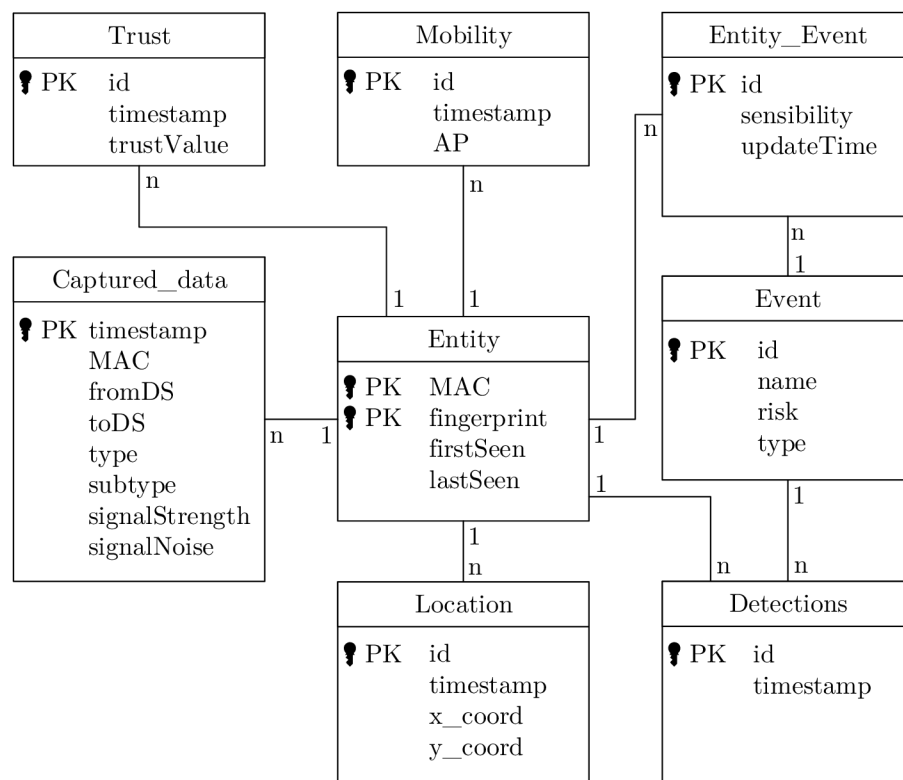 Trust
PK id
timestamp
trustValue
n
Mobility
PK id
timestamp
AP
n
Entity_Event
PK id
sensibility
updateTime
n
n
1
Captured_data
PK timestamp
MAC
fromDS
toDS
type
subtype
signalStrength
signalNoise
n
1
1
1
Entity
PK MAC
PK fingerprint
firstSeen
lastSeen
1
1
1
Event
PK id
name
risk
type
1
n
n
n
Location
PK id
timestamp
x_coord
y_coord
Detections
PK id
timestamp